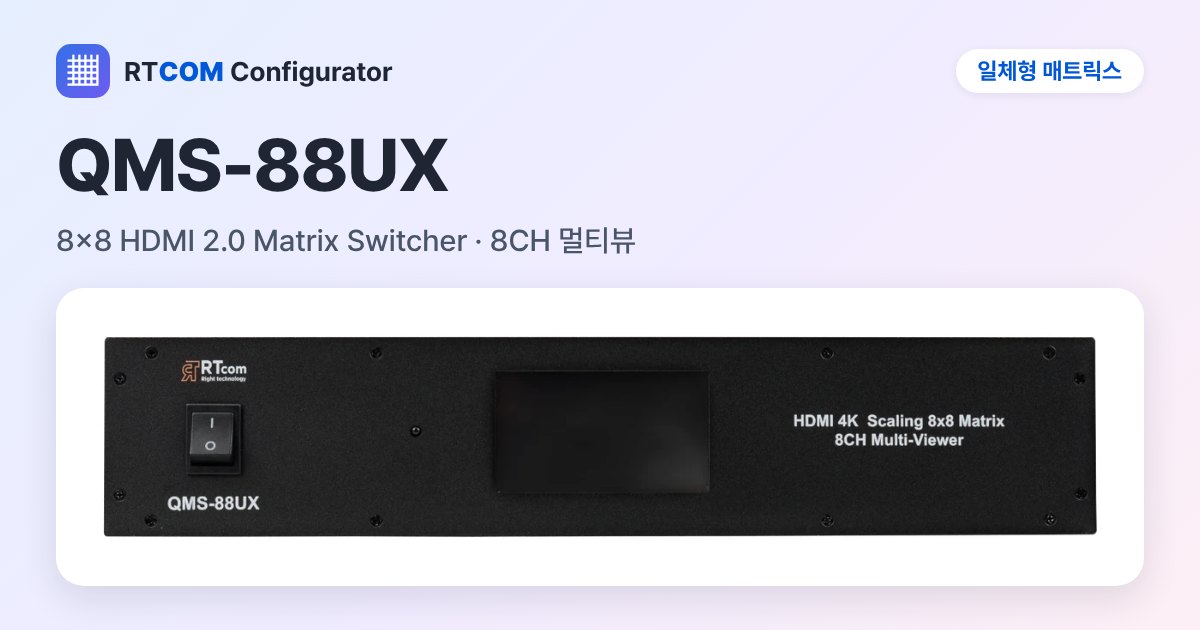 RTCOM Configurator
일체형 매트릭스
QMS-88UX
8×8 HDMI 2.0 Matrix Switcher · 8CH 멀티뷰
RTcom
Right technology
HDMI 4K Scaling 8x8 Matrix
8CH Multi-Viewer
QMS-88UX